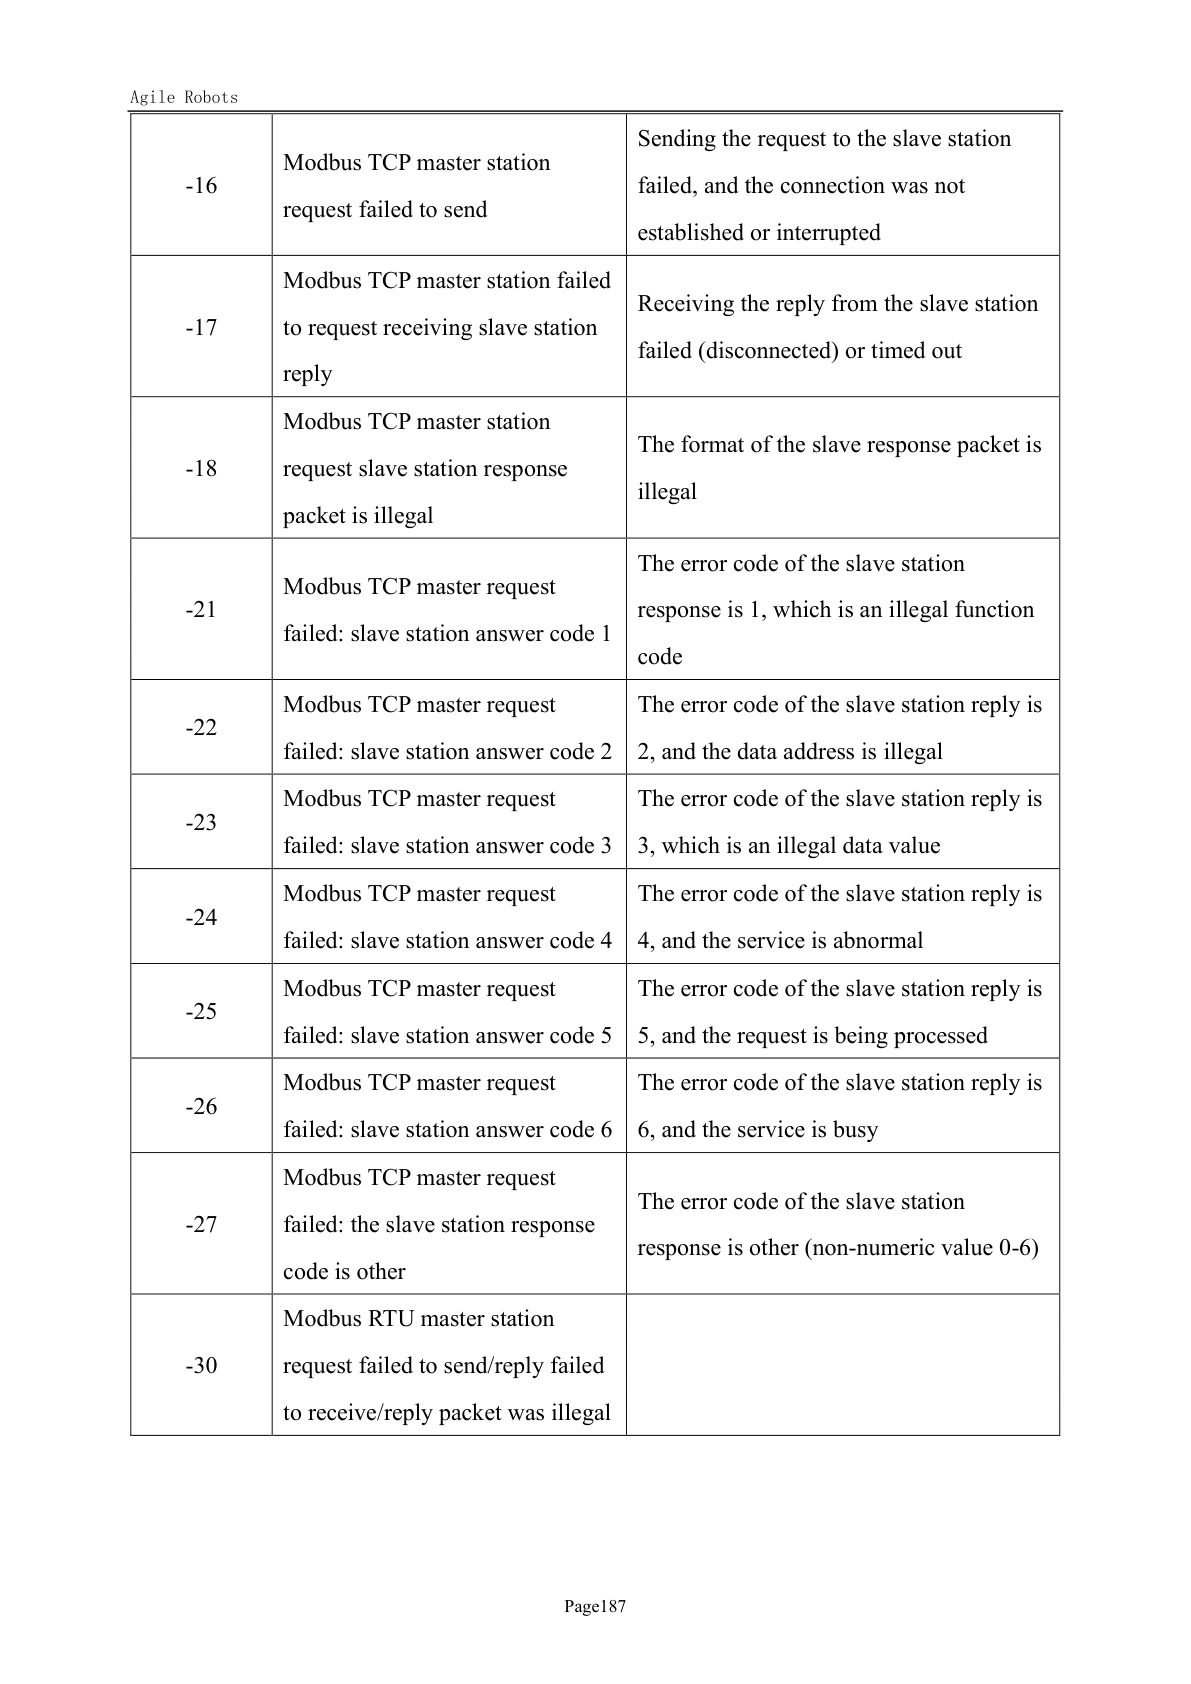 Agile Robots
-16
Modbus TCP master station
request failed to send
Sending the request to the slave station
failed, and the connection was not
established or interrupted
-17
Modbus TCP master station failed
to request receiving slave station
reply
Receiving the reply from the slave station
failed (disconnected) or timed out
-18
Modbus TCP master station
request slave station response
packet is illegal
The format of the slave response packet is
illegal
-21
Modbus TCP master request
failed: slave station answer code 1
The error code of the slave station
response is 1, which is an illegal function
code
-22
Modbus TCP master request
failed: slave station answer code 2
The error code of the slave station reply is
2, and the data address is illegal
-23
Modbus TCP master request
failed: slave station answer code 3
The error code of the slave station reply is
3, which is an illegal data value
-24
Modbus TCP master request
failed: slave station answer code 4
The error code of the slave station reply is
4, and the service is abnormal
-25
Modbus TCP master request
failed: slave station answer code 5
The error code of the slave station reply is
5, and the request is being processed
-26
Modbus TCP master request
failed: slave station answer code 6
The error code of the slave station reply is
6, and the service is busy
-27
Modbus TCP master request
failed: the slave station response
code is other
The error code of the slave station
response is other (non-numeric value 0-6)
-30
Modbus RTU master station
request failed to send/reply failed
to receive/reply packet was illegal
Page187